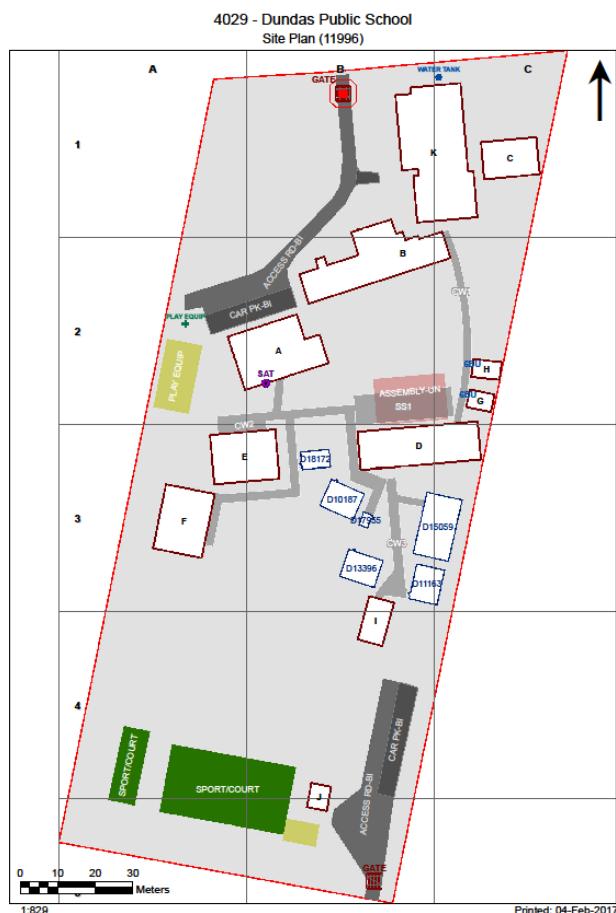 4029 - Dundas Public School
Site Plan (11996)
A
B
C
WATER TANK
GATE
1
K
C
ACCESS RD-BI
B
CW1
CAR PK-BI
PLAY EQUIP
2
PLAY EQUIP
A
SAT
H
G
ASSEMBLY-UN
SS1
CW2
D
E
D18172
D10187
3
F
D17955
D15059
CW3
D13396
D11163
I
4
CAR PK-BI
SPORT/COURT
SPORT/COURT
J
ACCESS RD-BI
GATE
0 10 20 30
Meters
1:829
Printed: 04-Feb-2017